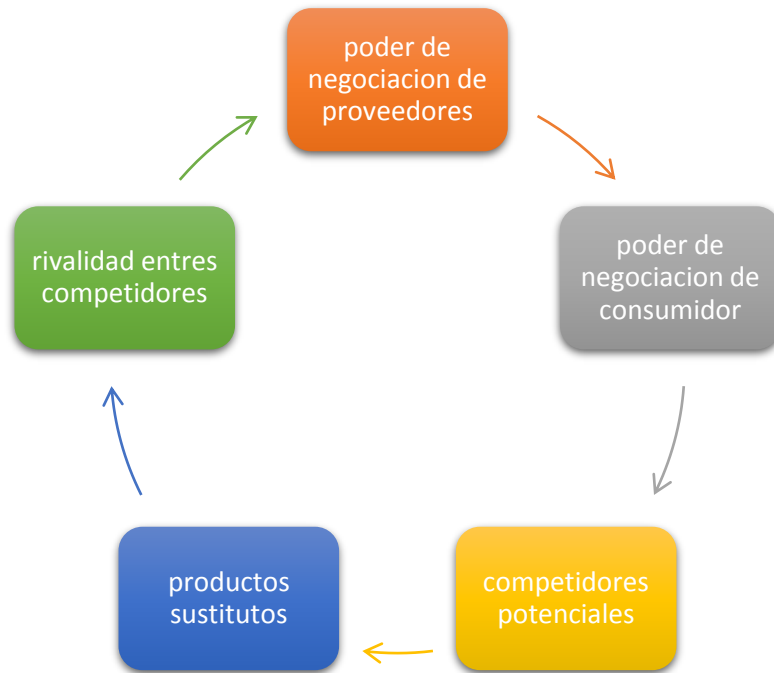 poder de
negociacion de
proveedores
poder de
negociacion de
consumidor
competidores
potenciales
productos
sustitutos
rivalidad entres
competidores